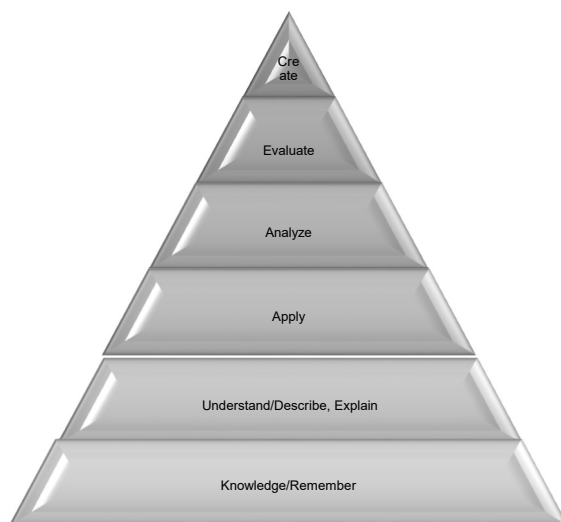 Cre
ate
Evaluate
Analyze
Apply
Understand/Describe, Explain
Knowledge/Remember